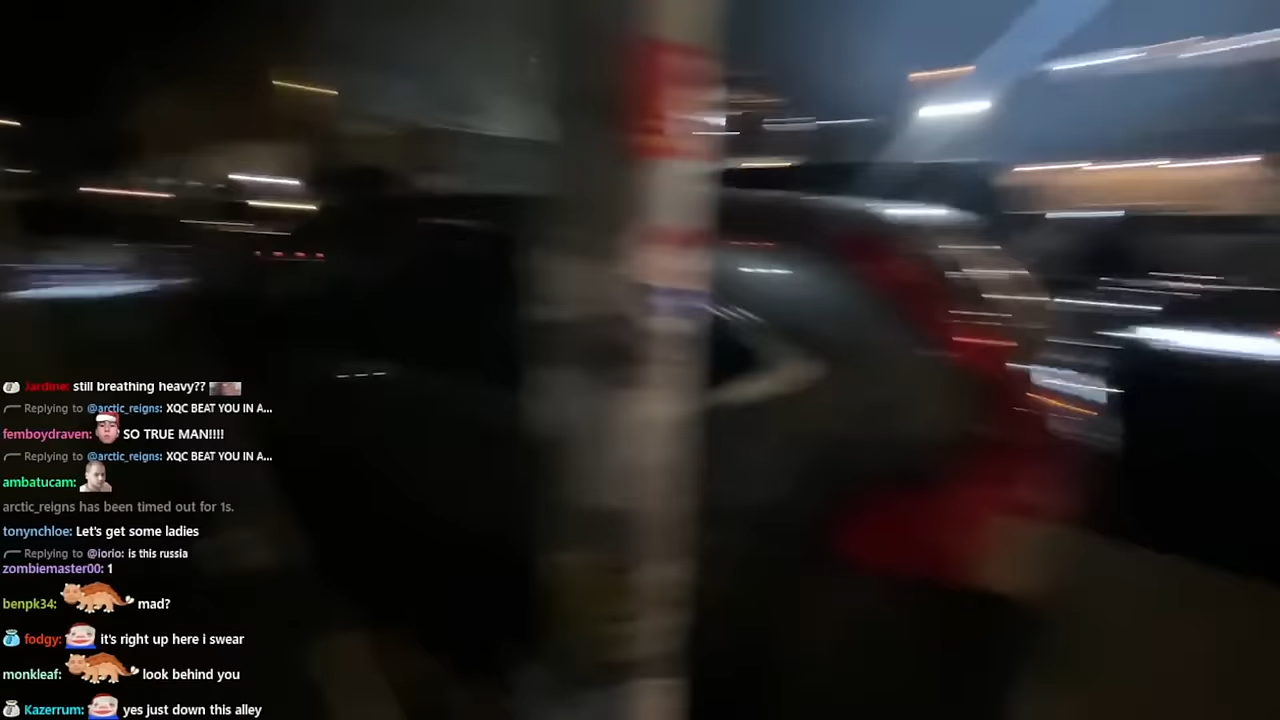 Jardine: still breathing heavy??
Replying to @arctic_reigns: XQC BEAT YOU IN A...
femboydraven: SO TRUE MAN!!!!
Replying to @arctic_reigns: XQC BEAT YOU IN A...
ambatucam:
arctic_reigns has been timed out for 1s.
tonynchloe: Let's get some ladies
Replying to @iorio: is this russia
zombiemaster00: 1
benpk34: mad?
fodgy: it's right up here i swear
monkleaf: look behind you
Kazerrum: yes just down this alley